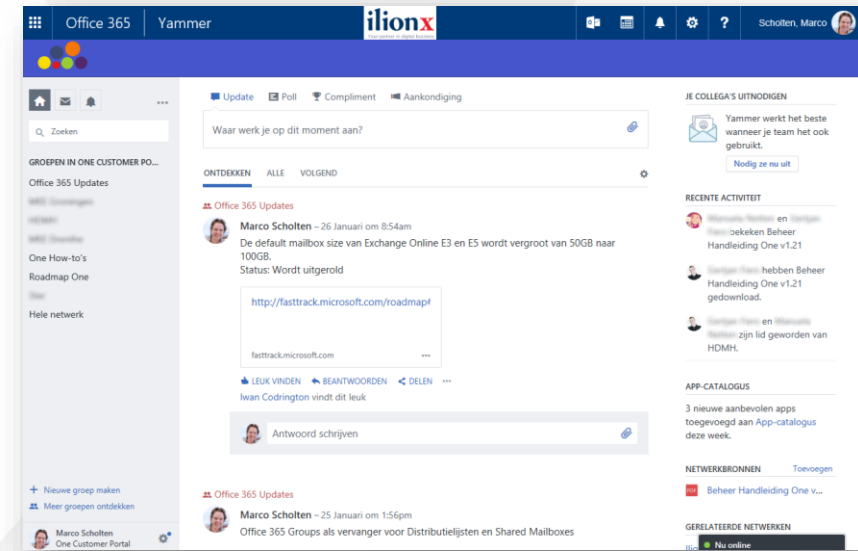 Office 365
Yammer
ilionx
Your partner in digital business
Scholten, Marco
Update
Poll
Compliment
Aankondiging
Waar werk je op dit moment aan?
Zoeken
GROEPEN IN ONE CUSTOMER PO...
Office 365 Updates
One How-to's
Roadmap One
Hele netwerk
Nieuwe groep maken
Meer groepen ontdekken
Marco Scholten
One Customer Portal
ONTDEKKEN
ALLE
VOLGEND
Office 365 Updates
Marco Scholten – 26 Januari om 8:54am
De default mailbox size van Exchange Online E3 en E5 wordt vergroot van 50GB naar
100GB.
Status: Wordt uitgerold
http://fasttrack.microsoft.com/roadmap
fasttrack.microsoft.com
LEUK VINDEN
BEANTWOORDEN
DELEN
Iwan Codrington vindt dit leuk
Antwoord schrijven
Office 365 Updates
Marco Scholten – 25 Januari om 1:56pm
Office 365 Groups als vervanger voor Distributielijsten en Shared Mailboxes
JE COLLEGA'S UITNODIGEN
Yammer werkt het beste
wanneer je team het ook
gebruikt.
Nodig ze nu uit
RECENTE ACTIVITEIT
en
bekeken Beheer
Handleiding One v1.21
hebben Beheer
Handleiding One v1.21
gedownload.
en
zijn lid geworden van
HDMH.
APP-CATALOGUS
3 nieuwe aanbevolen apps
toegevoegd aan App-catalogus
deze week.
NETWERKBRONNEN
Toevoegen
PDF
Beheer Handleiding One v...
GERELATEERDE NETWERKEN
Nu online